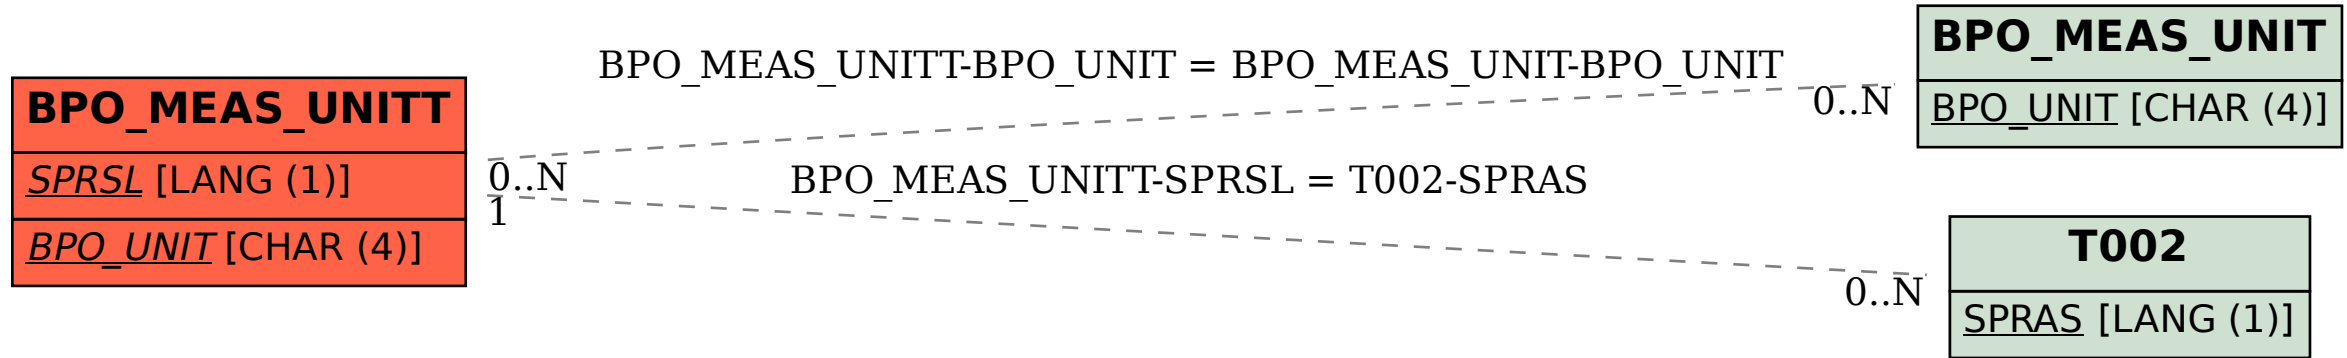 BPO_MEAS_UNITT
SPRSL [LANG (1)]
BPO_UNIT [CHAR (4)]
BPO_MEAS_UNITT-BPO_UNIT = BPO_MEAS_UNIT-BPO_UNIT
0..N
0..N
BPO_MEAS_UNITT-SPRSL = T002-SPRAS
1
0..N
BPO_MEAS_UNIT
BPO_UNIT [CHAR (4)]
T002
SPRAS [LANG (1)]